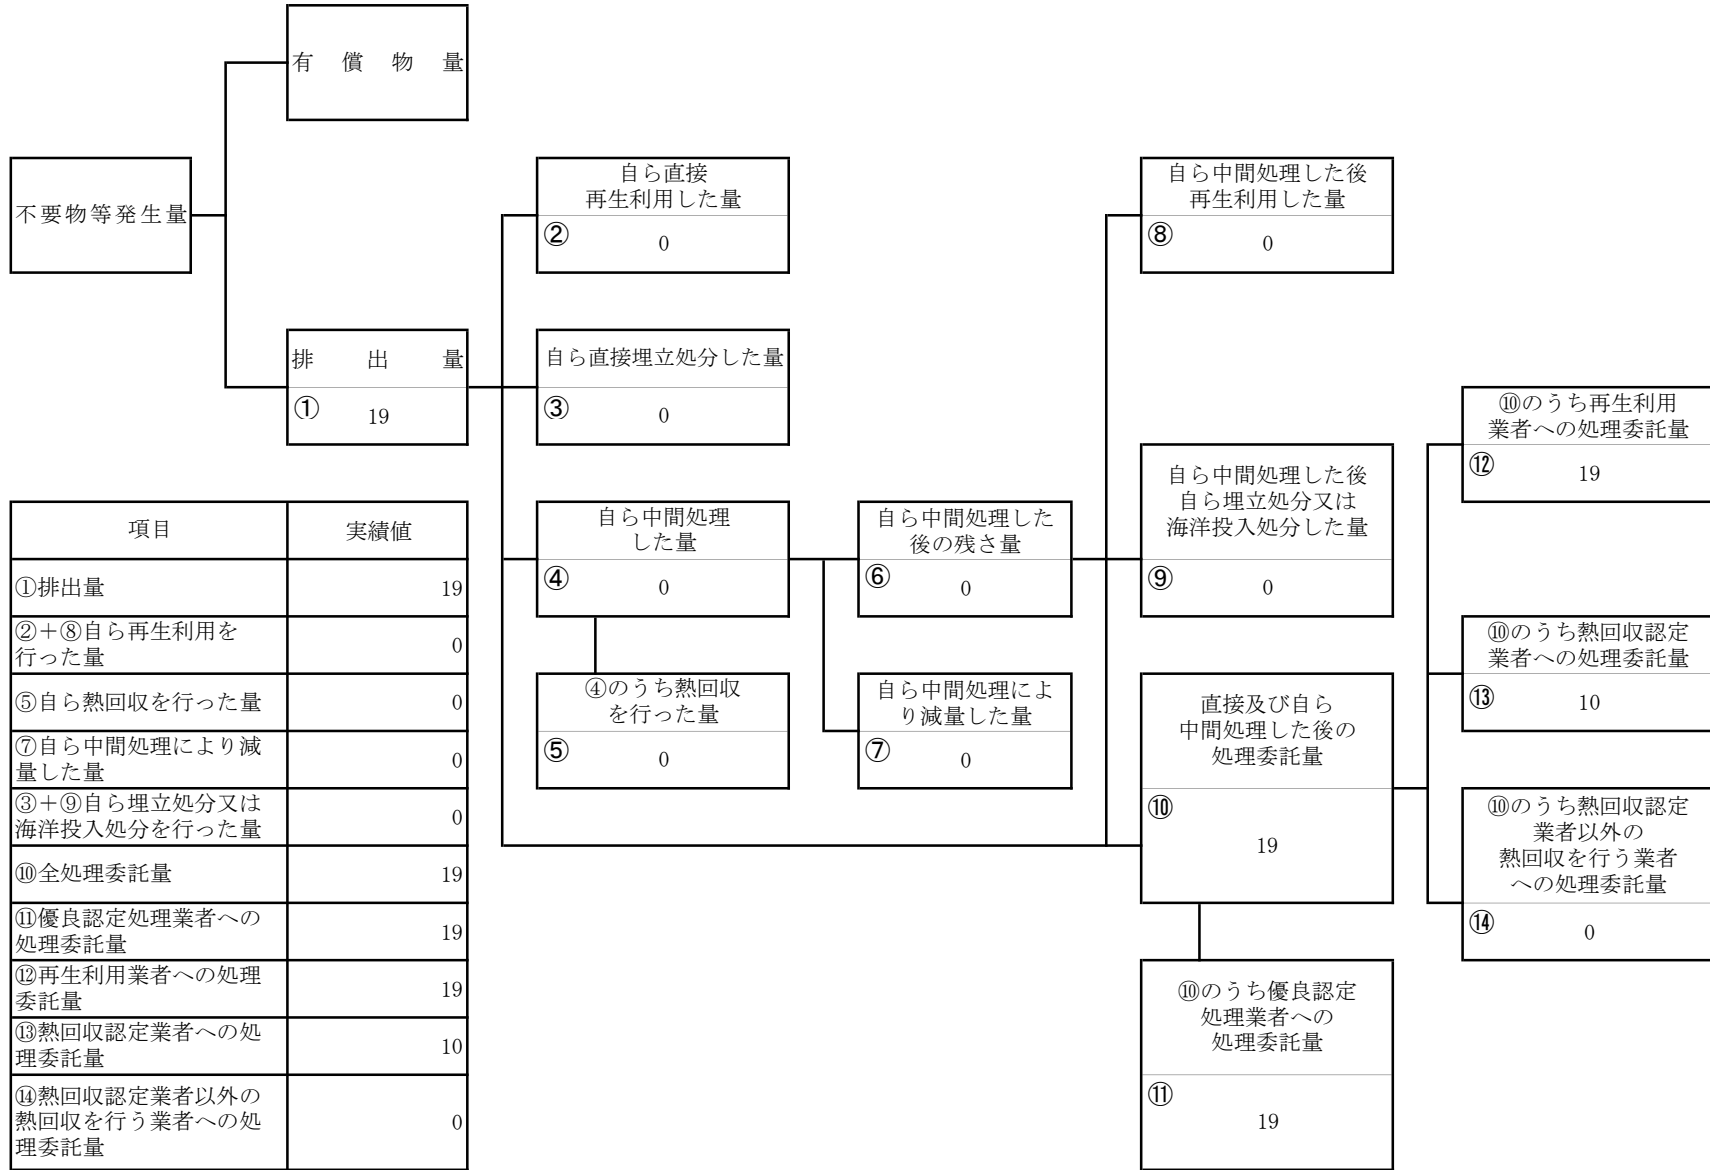 有償物量
不要物等発生量
自ら直接
再生利用した量
② 0
自ら中間処理した後
再生利用した量
⑧ 0
排出量
① 19
自ら直接埋立処分した量
③ 0
⑩のうち再生利用
業者への処理委託量
⑫ 19
自ら中間処理した後
自ら埋立処分又は
海洋投入処分した量
⑨ 0
自ら中間処理
した量
④ 0
自ら中間処理した
後の残さ量
⑥ 0
④のうち熱回収
を行った量
⑤ 0
自ら中間処理によ
り減量した量
⑦ 0
直接及び自ら
中間処理した後の
処理委託量
⑩
19
⑩のうち熱回収認定
業者への処理委託量
⑬ 10
⑩のうち熱回収認定
業者以外の
熱回収を行う業者
への処理委託量
⑭ 0
⑩のうち優良認定
処理業者への
処理委託量
⑪
19
項目 実績値
①排出量 19
②＋⑧自ら再生利用を
行った量 0
⑤自ら熱回収を行った量 0
⑦自ら中間処理により減
量した量 0
③＋⑨自ら埋立処分又は
海洋投入処分を行った量 0
⑩全処理委託量 19
⑪優良認定処理業者への
処理委託量 19
⑫再生利用業者への処理
委託量 19
⑬熱回収認定業者への処
理委託量 10
⑭熱回収認定業者以外の
熱回収を行う業者への処
理委託量 0